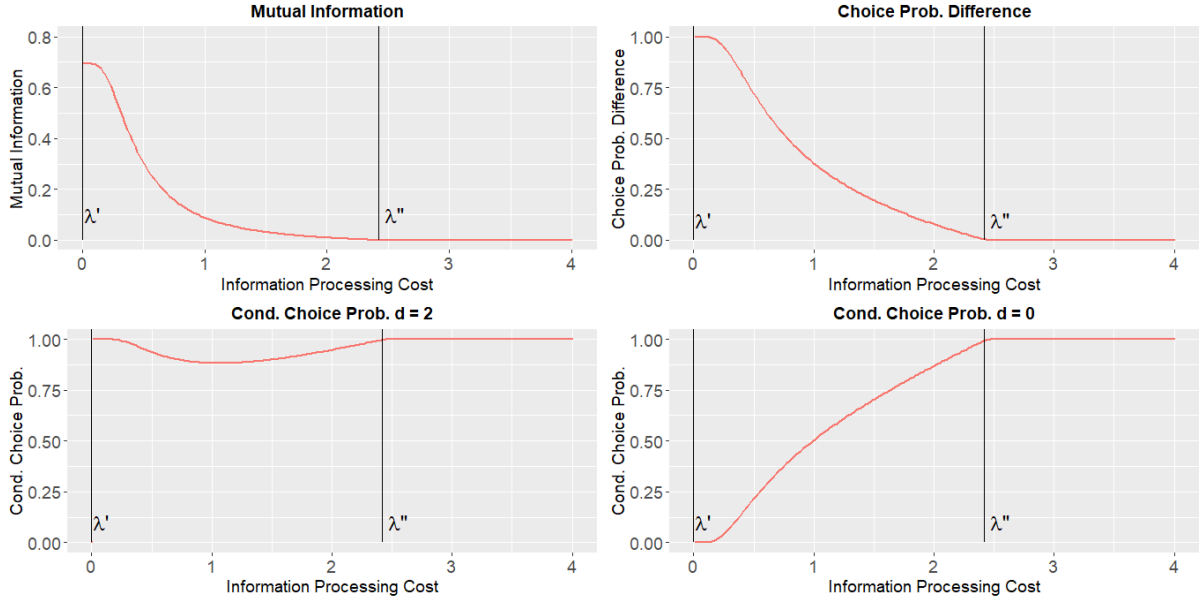 Mutual Information
Mutual Information
0.8
0.6
0.4
0.2
0.0
λ'
λ"
0 1 2 3 4
Information Processing Cost
Choice Prob. Difference
Choice Prob. Difference
1.00
0.75
0.50
0.25
0.00
λ'
λ"
0 1 2 3 4
Information Processing Cost
Cond. Choice Prob. d = 2
Cond. Choice Prob.
1.00
0.75
0.50
0.25
0.00
λ'
λ"
0 1 2 3 4
Information Processing Cost
Cond. Choice Prob. d = 0
Cond. Choice Prob.
1.00
0.75
0.50
0.25
0.00
λ'
λ"
0 1 2 3 4
Information Processing Cost